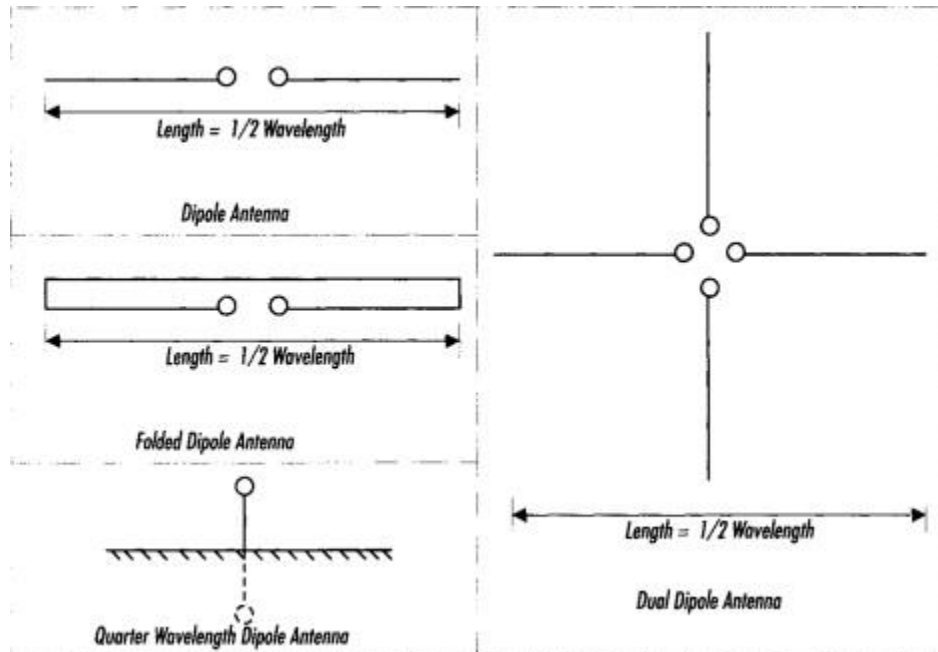 Length = 1/2 Wavelength
Dipole Antenna
Length = 1/2 Wavelength
Folded Dipole Antenna
Quarter Wavelength Dipole Antenna
Length = 1/2 Wavelength
Dual Dipole Antenna